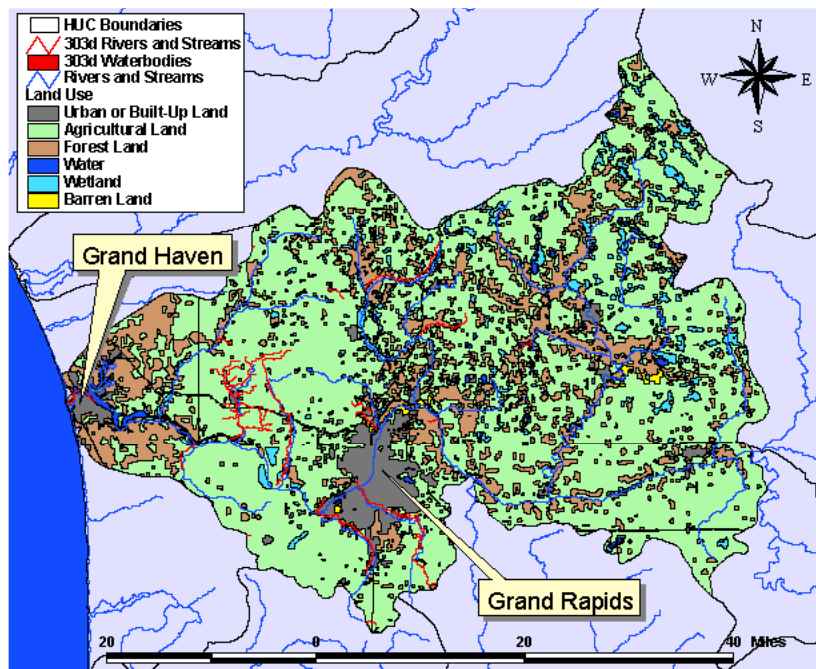 HUC Boundaries
303d Rivers and Streams
303d Waterbodies
Rivers and Streams
Land Use
Urban or Built-Up Land
Agricultural Land
Forest Land
Water
Wetland
Barren Land
N
W E
S
Grand Haven
Grand Rapids
20 0 20 40 Miles